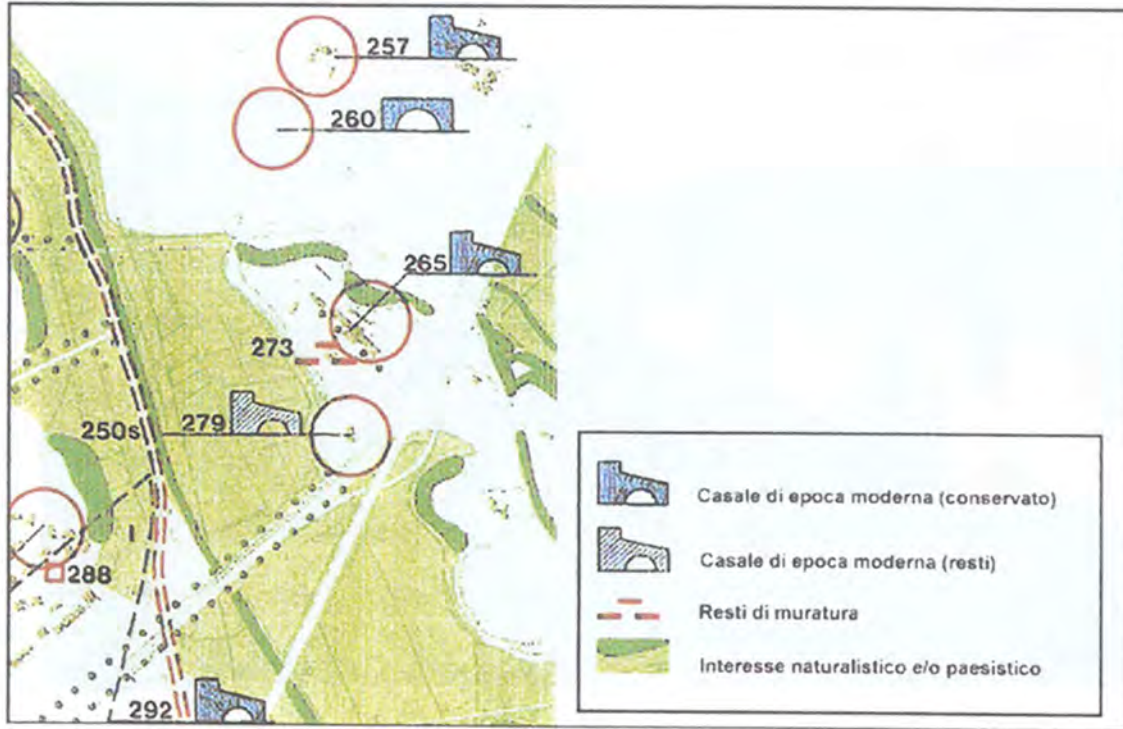 257
260
265
273
279
250s
288
292
Casale di epoca moderna (conservato)
Casale di epoca moderna (resti)
Resti di muratura
Interesse naturalistico e/o paesistico